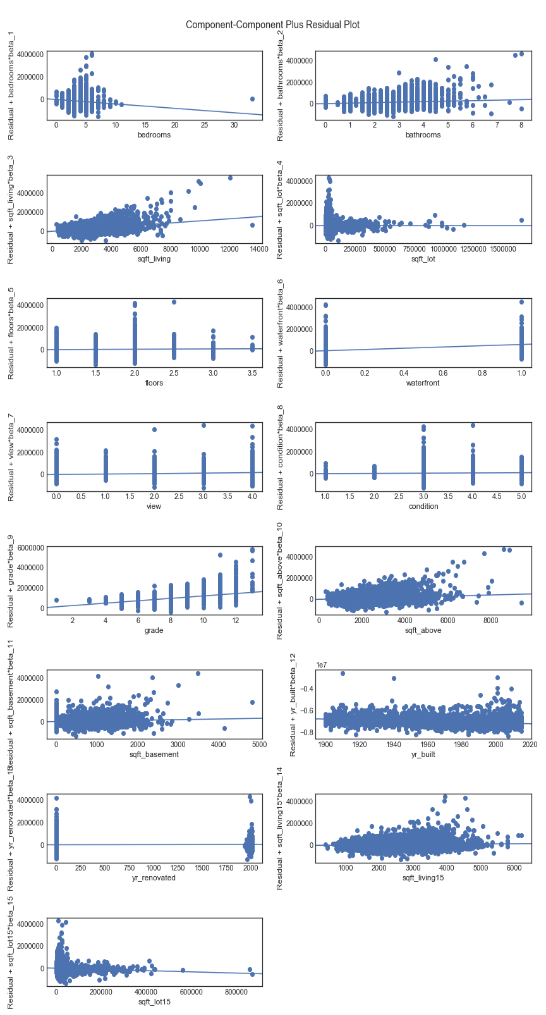 Component-Component Plus Residual Plot
Residual + bedrooms*beta_1
4000000
2000000
0
0 5 10 15 20 25 30
bedrooms
Residual + bathrooms*beta_2
4000000
2000000
0
0 1 2 3 4 5 6 7 8
bathrooms
Residual + sqft_living*beta_3
6000000
4000000
2000000
0
0 2000 4000 6000 8000 10000 12000 14000
sqft_living
Residual + sqft_lot*beta_4
4000000
2000000
0
0 250000 500000 750000 1000000 1250000 1500000
sqft_lot
Residual + floors*beta_5
4000000
2000000
0
1.0 1.5 2.0 2.5 3.0 3.5
floors
Residual + waterfront*beta_6
4000000
2000000
0
0.0 0.2 0.4 0.6 0.8 1.0
waterfront
Residual + view*beta_7
4000000
2000000
0
0.0 0.5 1.0 1.5 2.0 2.5 3.0 3.5 4.0
view
Residual + condition*beta_8
4000000
2000000
0
1.0 1.5 2.0 2.5 3.0 3.5 4.0 4.5 5.0
condition
Residual + grade*beta_9
6000000
4000000
2000000
0
2 4 6 8 10 12
grade
Residual + sqft_above*beta_10
4000000
2000000
0
0 2000 4000 6000 8000
sqft_above
Residual + sqft_basement*beta_11
4000000
2000000
0
0 1000 2000 3000 4000 5000
sqft_basement
Residual + yr_built*beta_12
1e7
−0.4
−0.6
−0.8
1900 1920 1940 1960 1980 2000 2020
yr_built
Residual + yr_renovated*beta_13
4000000
2000000
0
0 250 500 750 1000 1250 1500 1750 2000
yr_renovated
Residual + sqft_living15*beta_14
4000000
2000000
0
1000 2000 3000 4000 5000 6000
sqft_living15
Residual + sqft_lot15*beta_15
4000000
2000000
0
0 200000 400000 600000 800000
sqft_lot15